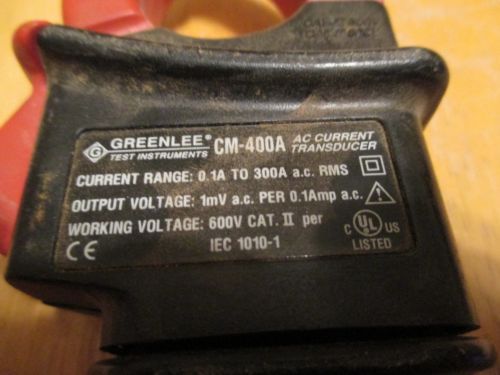 G GREENLEE® CM-400A AC CURRENT
TEST INSTRUMENTS TRANSDUCER
CURRENT RANGE: 0.1A TO 300A a.c. RMS
OUTPUT VOLTAGE: 1mV a.c. PER 0.1Amp a.c.
WORKING VOLTAGE: 600V CAT. II per
IEC 1010-1
CE
C UL US
LISTED